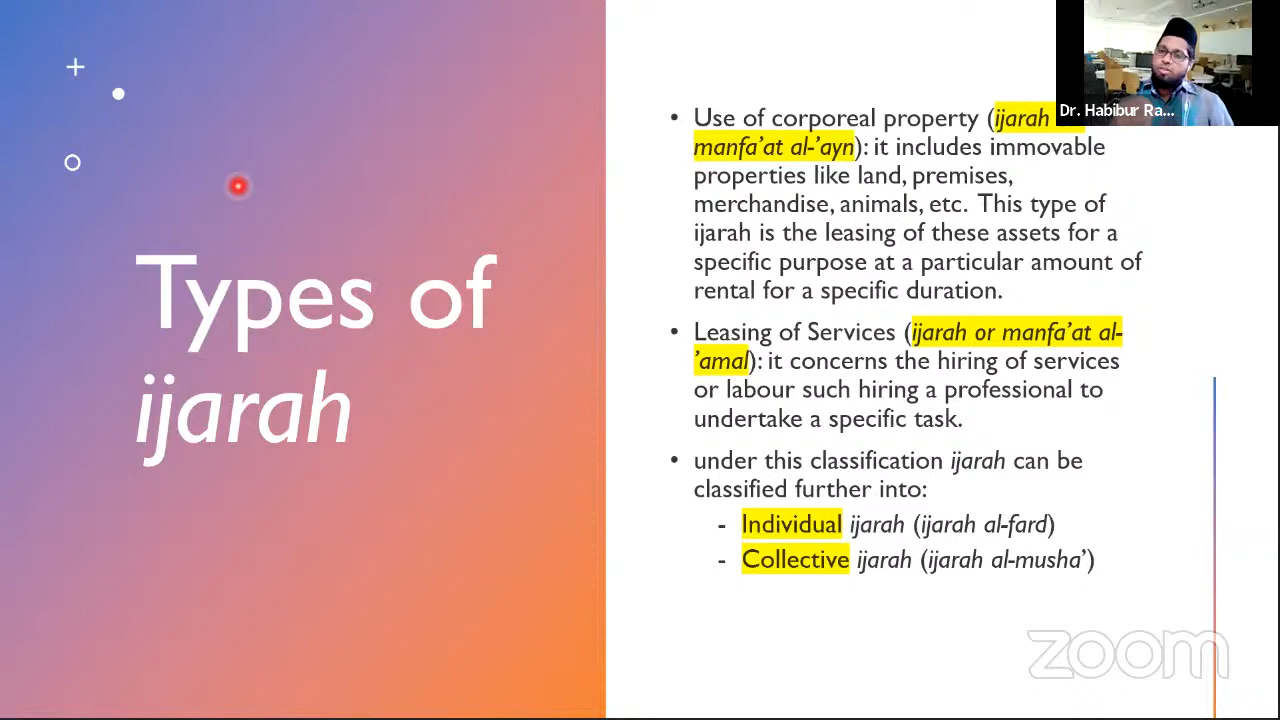 Types of
ijarah
• Use of corporeal property (ijarah
manfa’at al-’ayn): it includes immovable
properties like land, premises,
merchandise, animals, etc. This type of
ijarah is the leasing of these assets for a
specific purpose at a particular amount of
rental for a specific duration.
• Leasing of Services (ijarah or manfa’at al-
’amal): it concerns the hiring of services
or labour such hiring a professional to
undertake a specific task.
• under this classification ijarah can be
classified further into:
- Individual ijarah (ijarah al-fard)
- Collective ijarah (ijarah al-musha’)
Dr. Habibur Ra...
zoom